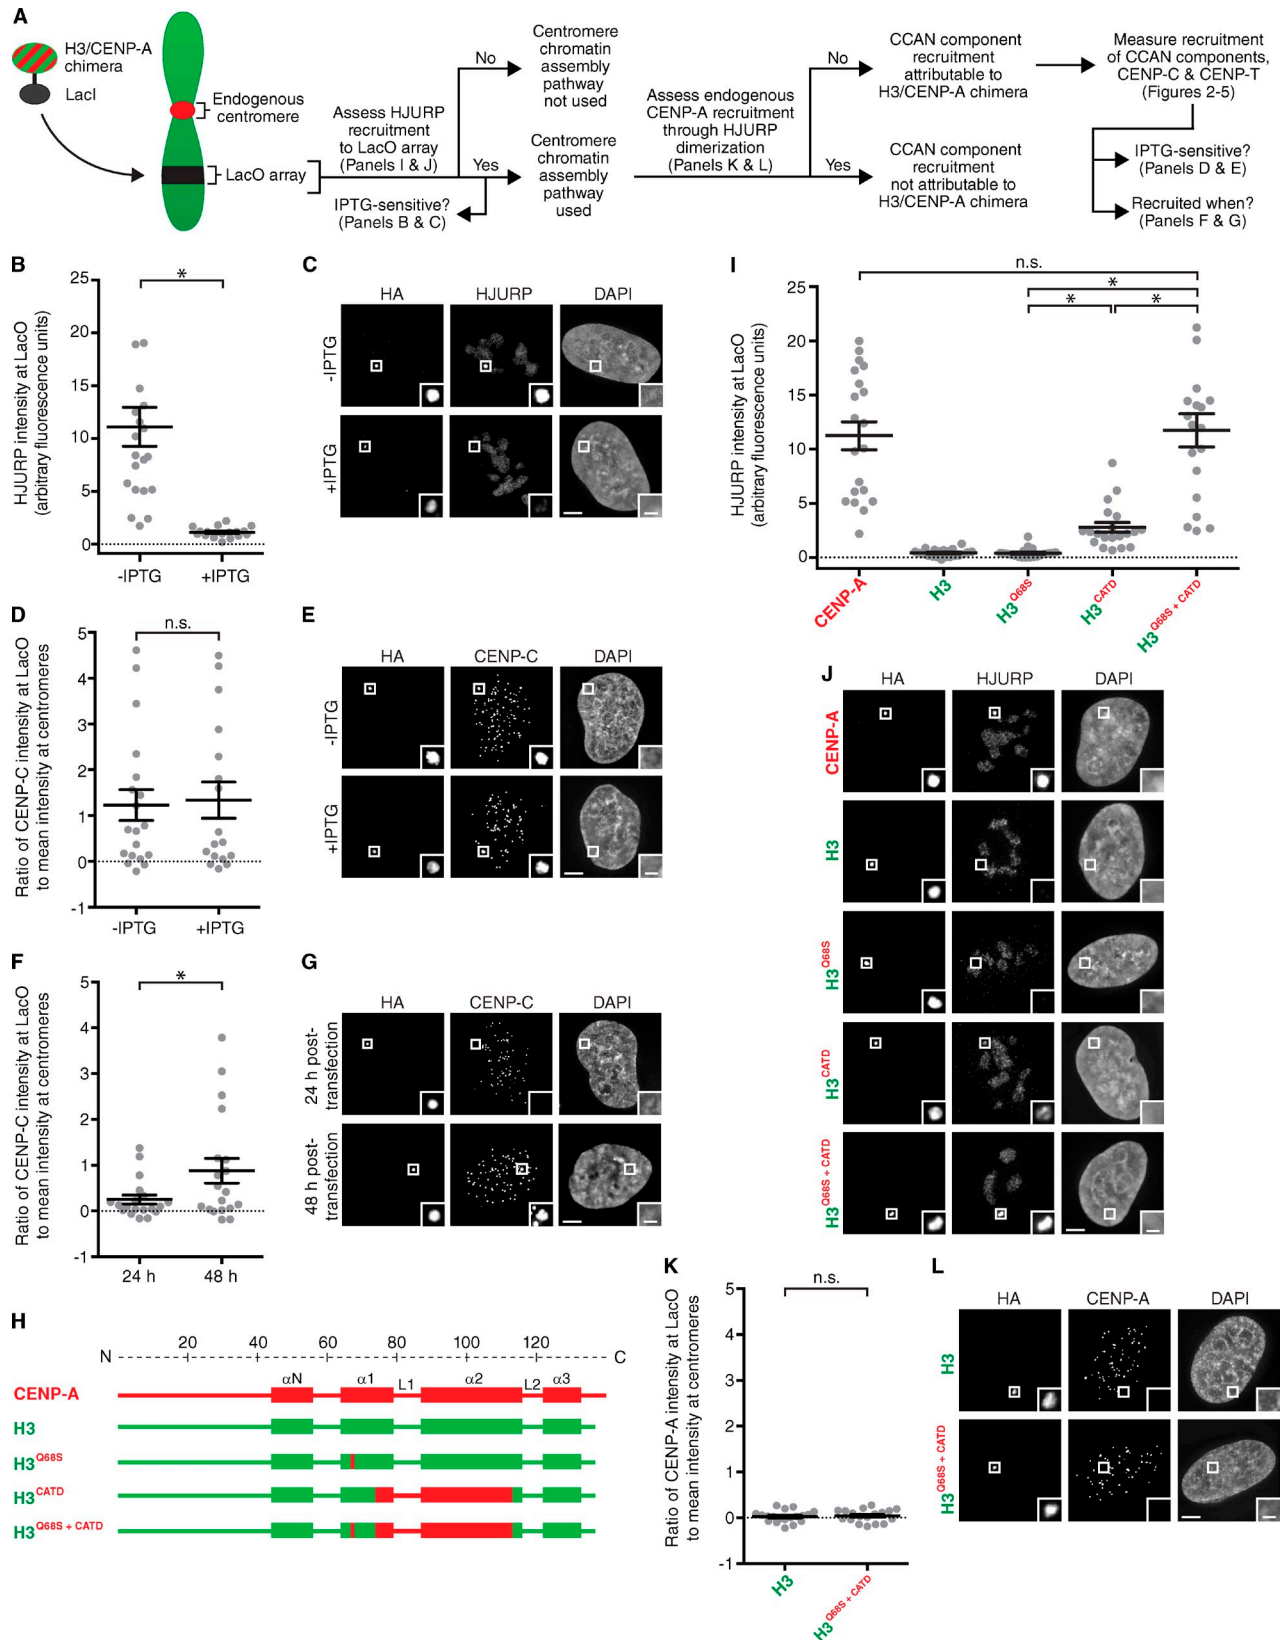 A
H3/CENP-A
chimera
LacI
Endogenous
centromere
LacO array
Assess HJURP
recruitment
to LacO array
(Panels I & J)
No
Yes
IPTG-sensitive?
(Panels B & C)
Centromere
chromatin
assembly
pathway
not used
Centromere
chromatin
assembly
pathway
used
Assess endogenous
CENP-A recruitment
through HJURP
dimerization
(Panels K & L)
No
Yes
CCAN component
recruitment
attributable to
H3/CENP-A chimera
CCAN component
recruitment
not attributable to
H3/CENP-A chimera
Measure recruitment
of CCAN components,
CENP-C & CENP-T
(Figures 2-5)
IPTG-sensitive?
(Panels D & E)
Recruited when?
(Panels F & G)
B
HJURP intensity at LacO
(arbitrary fluorescence units)
25
20
15
10
5
0
*
-IPTG +IPTG
C
HA HJURP DAPI
-IPTG
+IPTG
D
Ratio of CENP-C intensity at LacO
to mean intensity at centromeres
5
4
3
2
1
0
-1
n.s.
-IPTG +IPTG
E
HA CENP-C DAPI
-IPTG
+IPTG
F
Ratio of CENP-C intensity at LacO
to mean intensity at centromeres
5
4
3
2
1
0
-1
*
24 h 48 h
G
HA CENP-C DAPI
24 h post-
transfection
48 h post-
transfection
H
20 40 60 80 100 120
N C
αN α1 L1 α2 L2 α3
CENP-A
H3
H3Q68S
H3CATD
H3Q68S + CATD
I
HJURP intensity at LacO
(arbitrary fluorescence units)
25
20
15
10
5
0
n.s.
*
* *
CENP-A H3 H3Q68S H3CATD H3Q68S + CATD
J
HA HJURP DAPI
CENP-A
H3
H3Q68S
H3CATD
H3Q68S + CATD
K
Ratio of CENP-A intensity at LacO
to mean intensity at centromeres
5
4
3
2
1
0
-1
n.s.
H3 H3Q68S + CATD
L
HA CENP-A DAPI
H3
H3Q68S + CATD